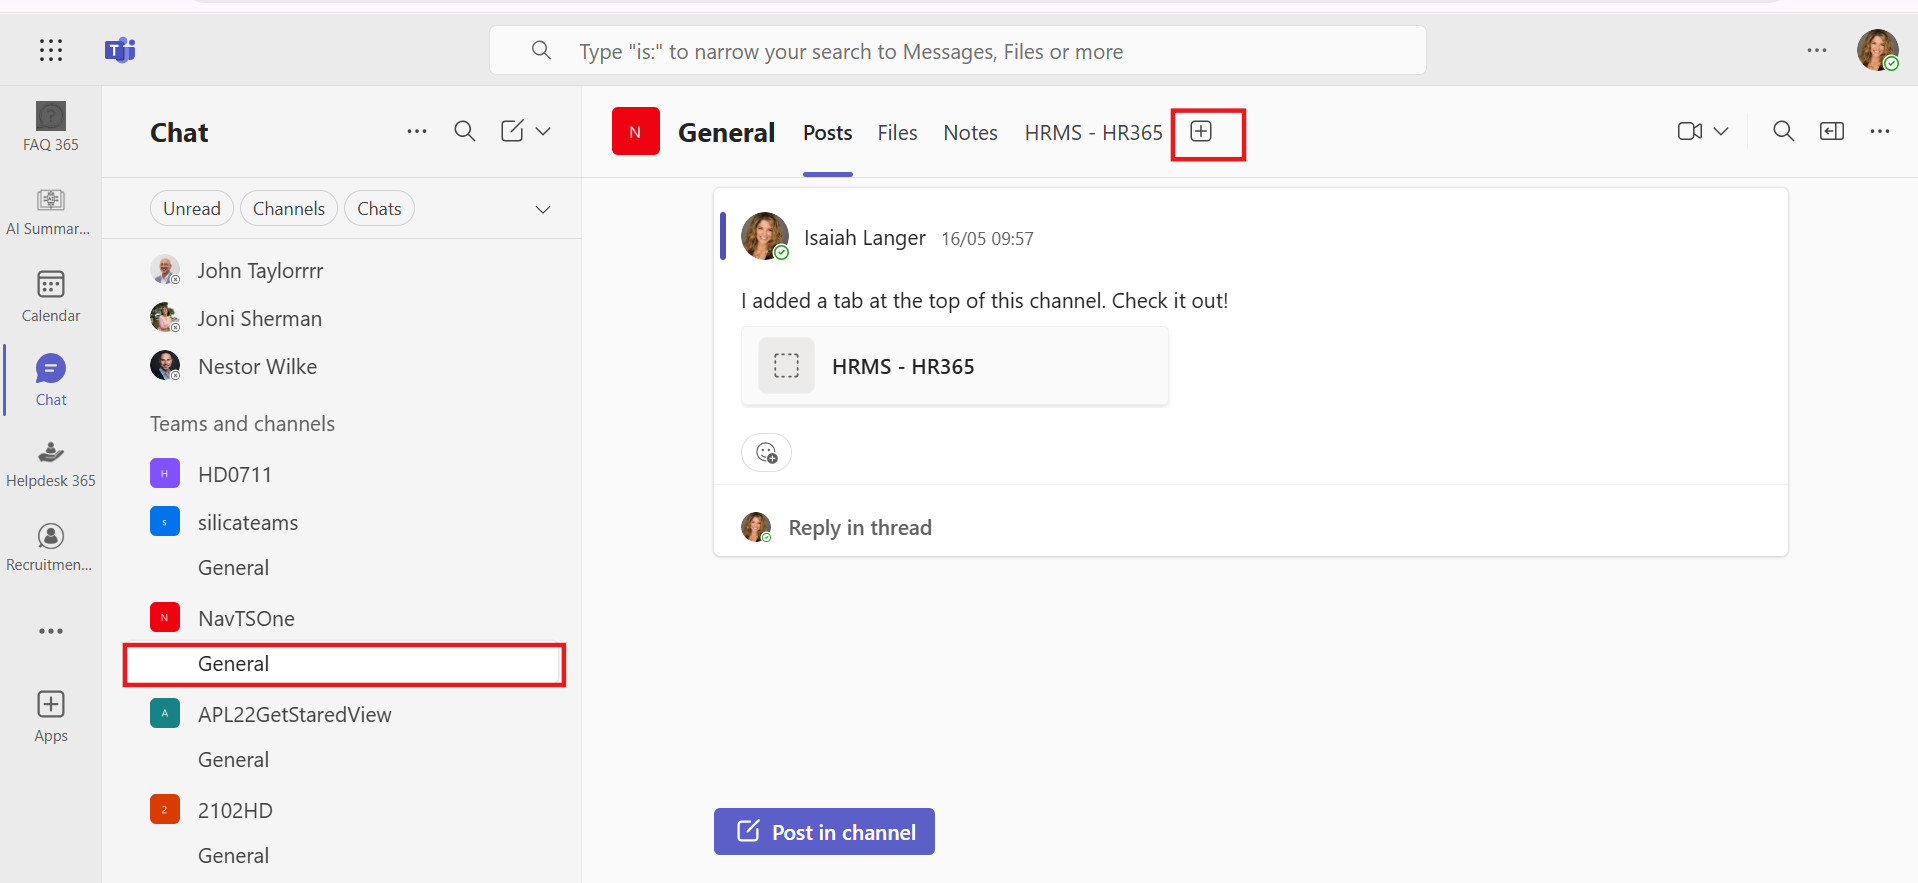 Type "is:" to narrow your search to Messages, Files or more
FAQ 365
AI Summar...
Calendar
Chat
Helpdesk 365
Recruitmen...
Apps
Chat
Unread
Channels
Chats
John Taylorrrr
Joni Sherman
Nestor Wilke
Teams and channels
H HD0711
s silicateams
General
N NavTSOne
General
A APL22GetStaredView
General
2 2102HD
General
N General Posts Files Notes HRMS - HR365
Isaiah Langer 16/05 09:57
I added a tab at the top of this channel. Check it out!
HRMS - HR365
Reply in thread
Post in channel